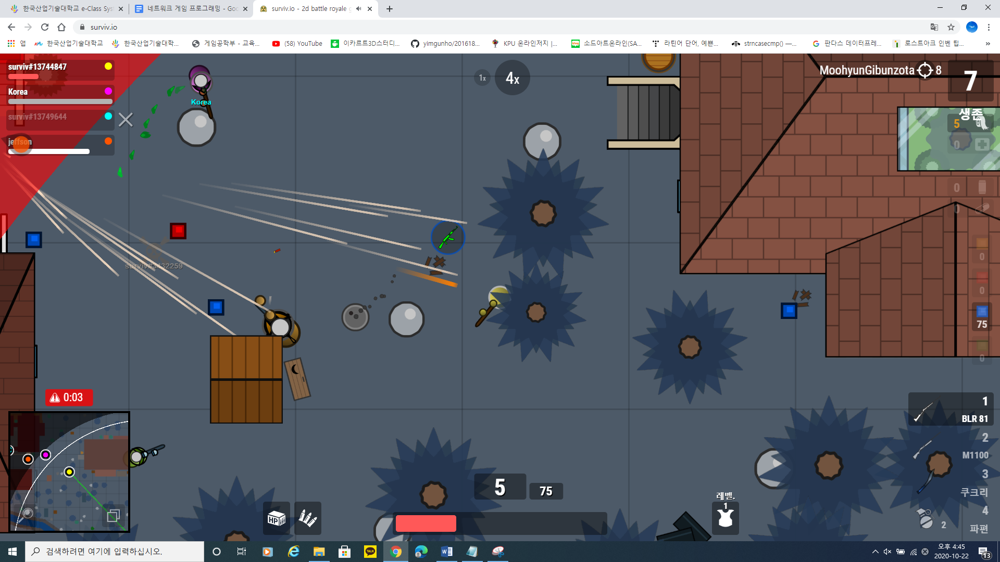 한국산업기술대학교 e-Class Sys
네트워크 게임 프로그래밍 - Goo
surviv.io - 2d battle royale g
surviv.io
앱
한국산업기술대학교
한국산업기술대학...
게임공학부 - 교육...
(58) YouTube
이카르트3D스터디...
yimgunho/201618...
KPU 온라인저지 |...
소드아트온라인(SA...
라틴어 단어, 예쁜...
strncasecmp() —...
판다스 데이터프레...
로스트아크 인벤 팁...
»
surviv#13744847
Korea
surviv#13749644
jeffson
Korea
1x
4x
MoohyunGibunzota
8
7
생존
5
0
0
0
surviv#3432259
0
0
75
0
0:03
1
BLR 81
2
M1100
3
쿠크리
4
2
파편
5
75
HP
레벨.
1
검색하려면 여기에 입력하십시오.
TALK
오후 4:45
2020-10-22
13